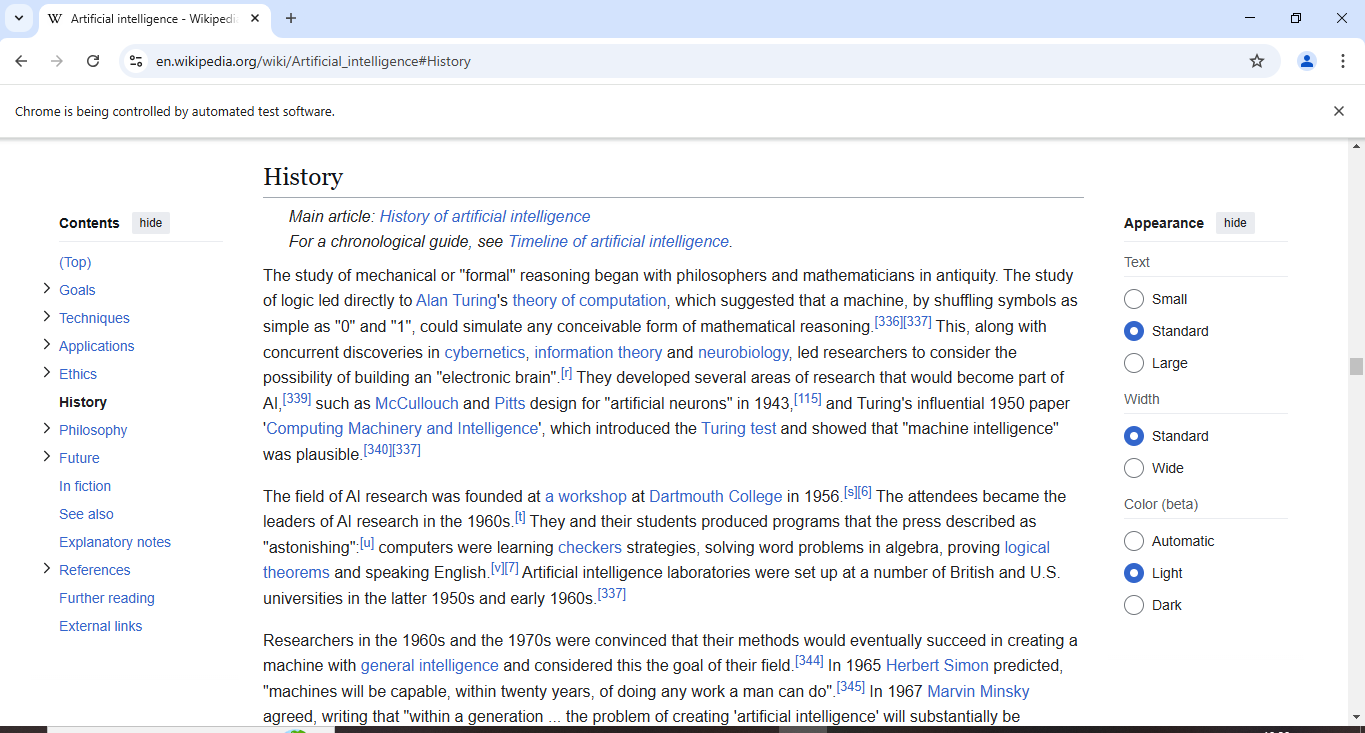 Artificial intelligence - Wikipedi
en.wikipedia.org/wiki/Artificial_intelligence#History
Chrome is being controlled by automated test software.
Contents hide
(Top)
Goals
Techniques
Applications
Ethics
History
Philosophy
Future
In fiction
See also
Explanatory notes
References
Further reading
External links
History
Main article: History of artificial intelligence
For a chronological guide, see Timeline of artificial intelligence.
The study of mechanical or "formal" reasoning began with philosophers and mathematicians in antiquity. The study
of logic led directly to Alan Turing's theory of computation, which suggested that a machine, by shuffling symbols as
simple as "0" and "1", could simulate any conceivable form of mathematical reasoning.[336][337] This, along with
concurrent discoveries in cybernetics, information theory and neurobiology, led researchers to consider the
possibility of building an "electronic brain".[r] They developed several areas of research that would become part of
AI,[339] such as McCullouch and Pitts design for "artificial neurons" in 1943,[115] and Turing's influential 1950 paper
'Computing Machinery and Intelligence', which introduced the Turing test and showed that "machine intelligence"
was plausible.[340][337]
The field of AI research was founded at a workshop at Dartmouth College in 1956.[s][6] The attendees became the
leaders of AI research in the 1960s.[t] They and their students produced programs that the press described as
"astonishing":[u] computers were learning checkers strategies, solving word problems in algebra, proving logical
theorems and speaking English.[v][7] Artificial intelligence laboratories were set up at a number of British and U.S.
universities in the latter 1950s and early 1960s.[337]
Researchers in the 1960s and the 1970s were convinced that their methods would eventually succeed in creating a
machine with general intelligence and considered this the goal of their field.[344] In 1965 Herbert Simon predicted,
"machines will be capable, within twenty years, of doing any work a man can do".[345] In 1967 Marvin Minsky
agreed, writing that "within a generation ... the problem of creating 'artificial intelligence' will substantially be
Appearance hide
Text
Small
Standard
Large
Width
Standard
Wide
Color (beta)
Automatic
Light
Dark